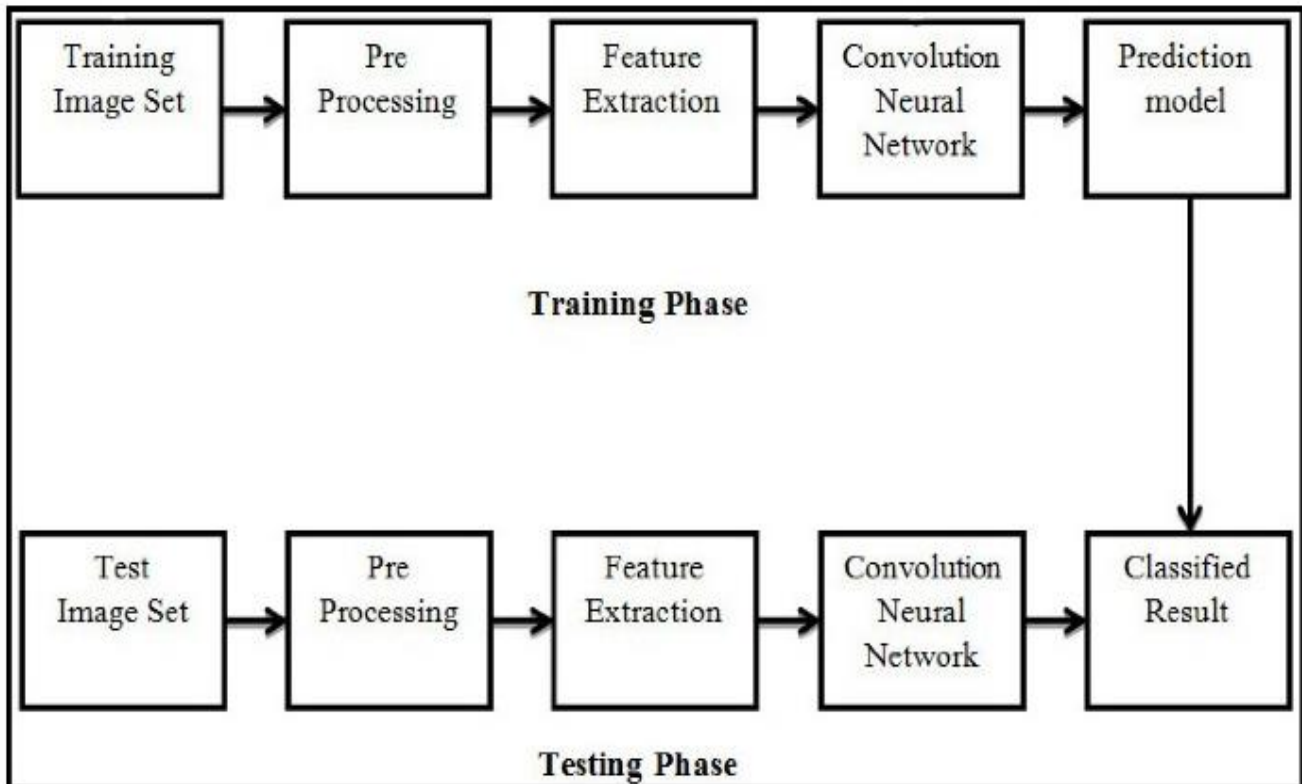 Training
Image Set
Pre
Processing
Feature
Extraction
Convolution
Neural
Network
Prediction
model
Training Phase
Test
Image Set
Pre
Processing
Feature
Extraction
Convolution
Neural
Network
Classified
Result
Testing Phase